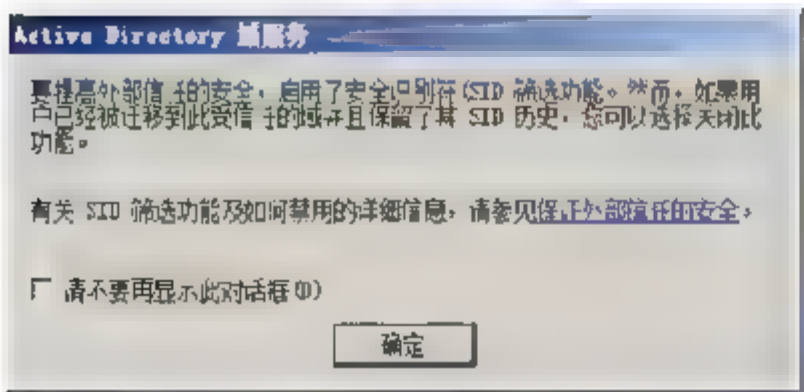 Active Directory 域服务
要提高外部信任的安全，启用了安全识别符(SID 筛选功能。然而，如果用
户已经被迁移到此受信任的域并且保留了其 SID 历史，您可以选择关闭此
功能。
有关 SID 筛选功能及如何禁用的详细信息，请参见保证外部信任的安全。
请不要再显示此对话框(D)
确定